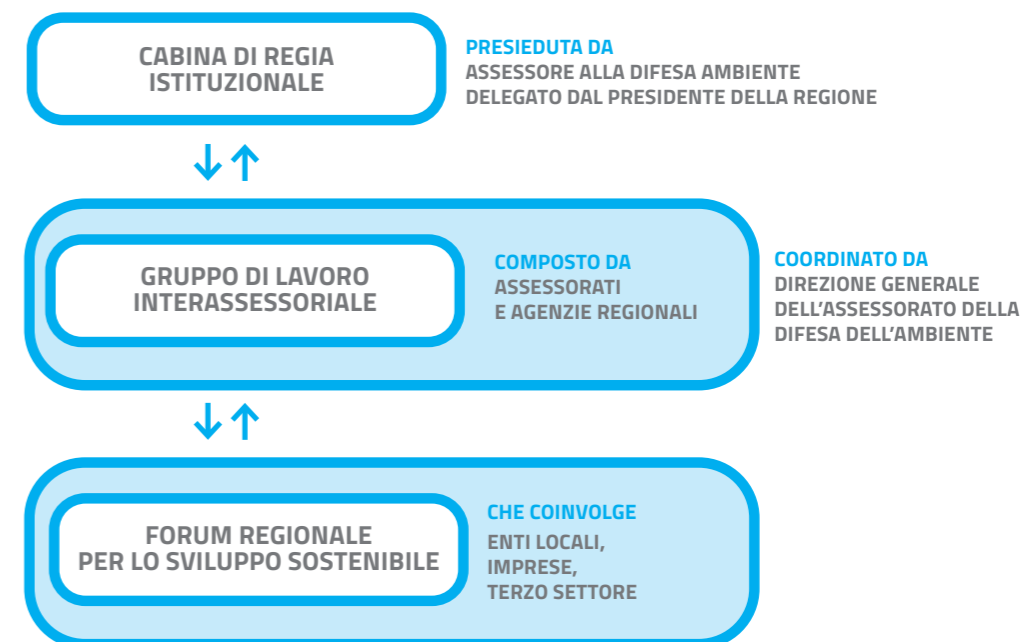 CABINA DI REGIA
ISTITUZIONALE
PRESIEDUTA DA
ASSESSORE ALLA DIFESA AMBIENTE
DELEGATO DAL PRESIDENTE DELLA REGIONE
GRUPPO DI LAVORO
INTERASSESSORIALE
COMPOSTO DA
ASSESSORATI
E AGENZIE REGIONALI
COORDINATO DA
DIREZIONE GENERALE
DELL'ASSESSORATO DELLA
DIFESA DELL'AMBIENTE
FORUM REGIONALE
PER LO SVILUPPO SOSTENIBILE
CHE COINVOLGE
ENTI LOCALI,
IMPRESE,
TERZO SETTORE